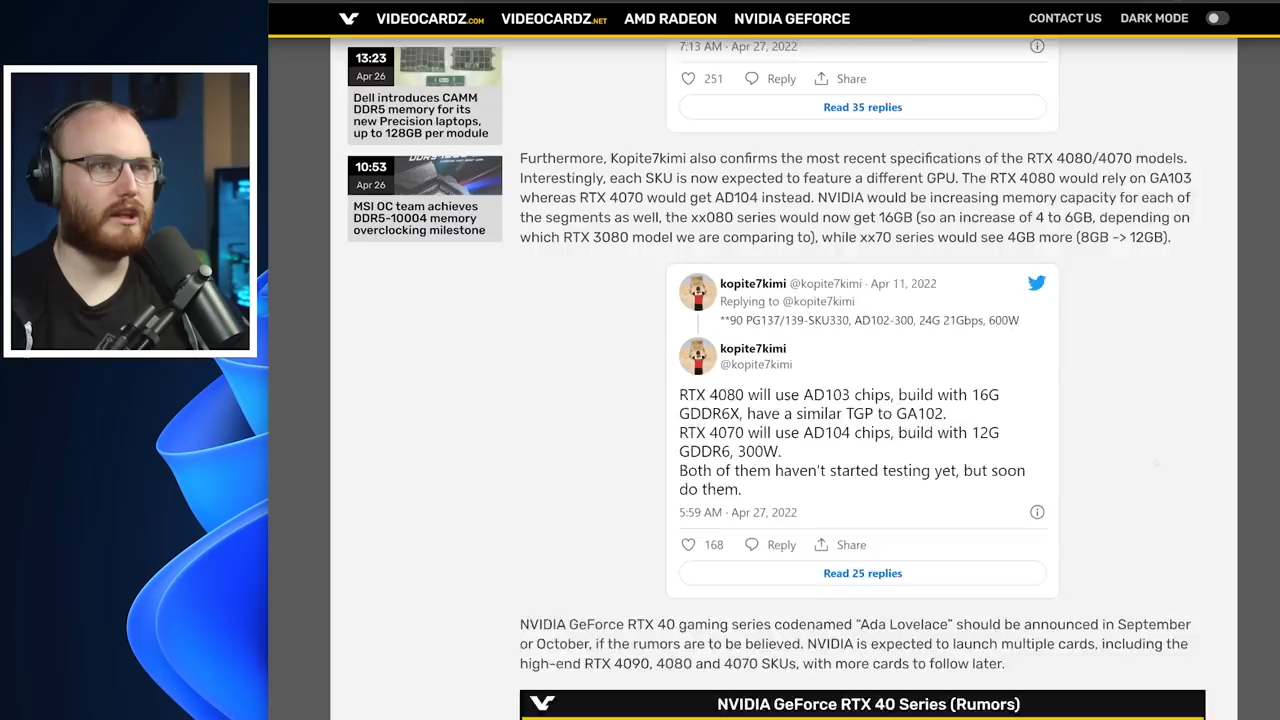 VIDEOCARDZ.COM VIDEOCARDZ.NET AMD RADEON NVIDIA GEFORCE CONTACT US DARK MODE
13:23
Apr 26
Dell introduces CAMM
DDR5 memory for its
new Precision laptops,
up to 128GB per module
10:53
Apr 26
MSI OC team achieves
DDR5-10004 memory
overclocking milestone
7:13 AM · Apr 27, 2022
251 Reply Share
Read 35 replies
Furthermore, Kopite7kimi also confirms the most recent specifications of the RTX 4080/4070 models.
Interestingly, each SKU is now expected to feature a different GPU. The RTX 4080 would rely on GA103
whereas RTX 4070 would get AD104 instead. NVIDIA would be increasing memory capacity for each of
the segments as well, the xx080 series would now get 16GB (so an increase of 4 to 6GB, depending on
which RTX 3080 model we are comparing to), while xx70 series would see 4GB more (8GB -> 12GB).
kopite7kimi @kopite7kimi · Apr 11, 2022
Replying to @kopite7kimi
**90 PG137/139-SKU330, AD102-300, 24G 21Gbps, 600W
kopite7kimi
@kopite7kimi
RTX 4080 will use AD103 chips, build with 16G
GDDR6X, have a similar TGP to GA102.
RTX 4070 will use AD104 chips, build with 12G
GDDR6, 300W.
Both of them haven't started testing yet, but soon
do them.
5:59 AM · Apr 27, 2022
168 Reply Share
Read 25 replies
NVIDIA GeForce RTX 40 gaming series codenamed “Ada Lovelace” should be announced in September
or October, if the rumors are to be believed. NVIDIA is expected to launch multiple cards, including the
high-end RTX 4090, 4080 and 4070 SKUs, with more cards to follow later.
NVIDIA GeForce RTX 40 Series (Rumors)